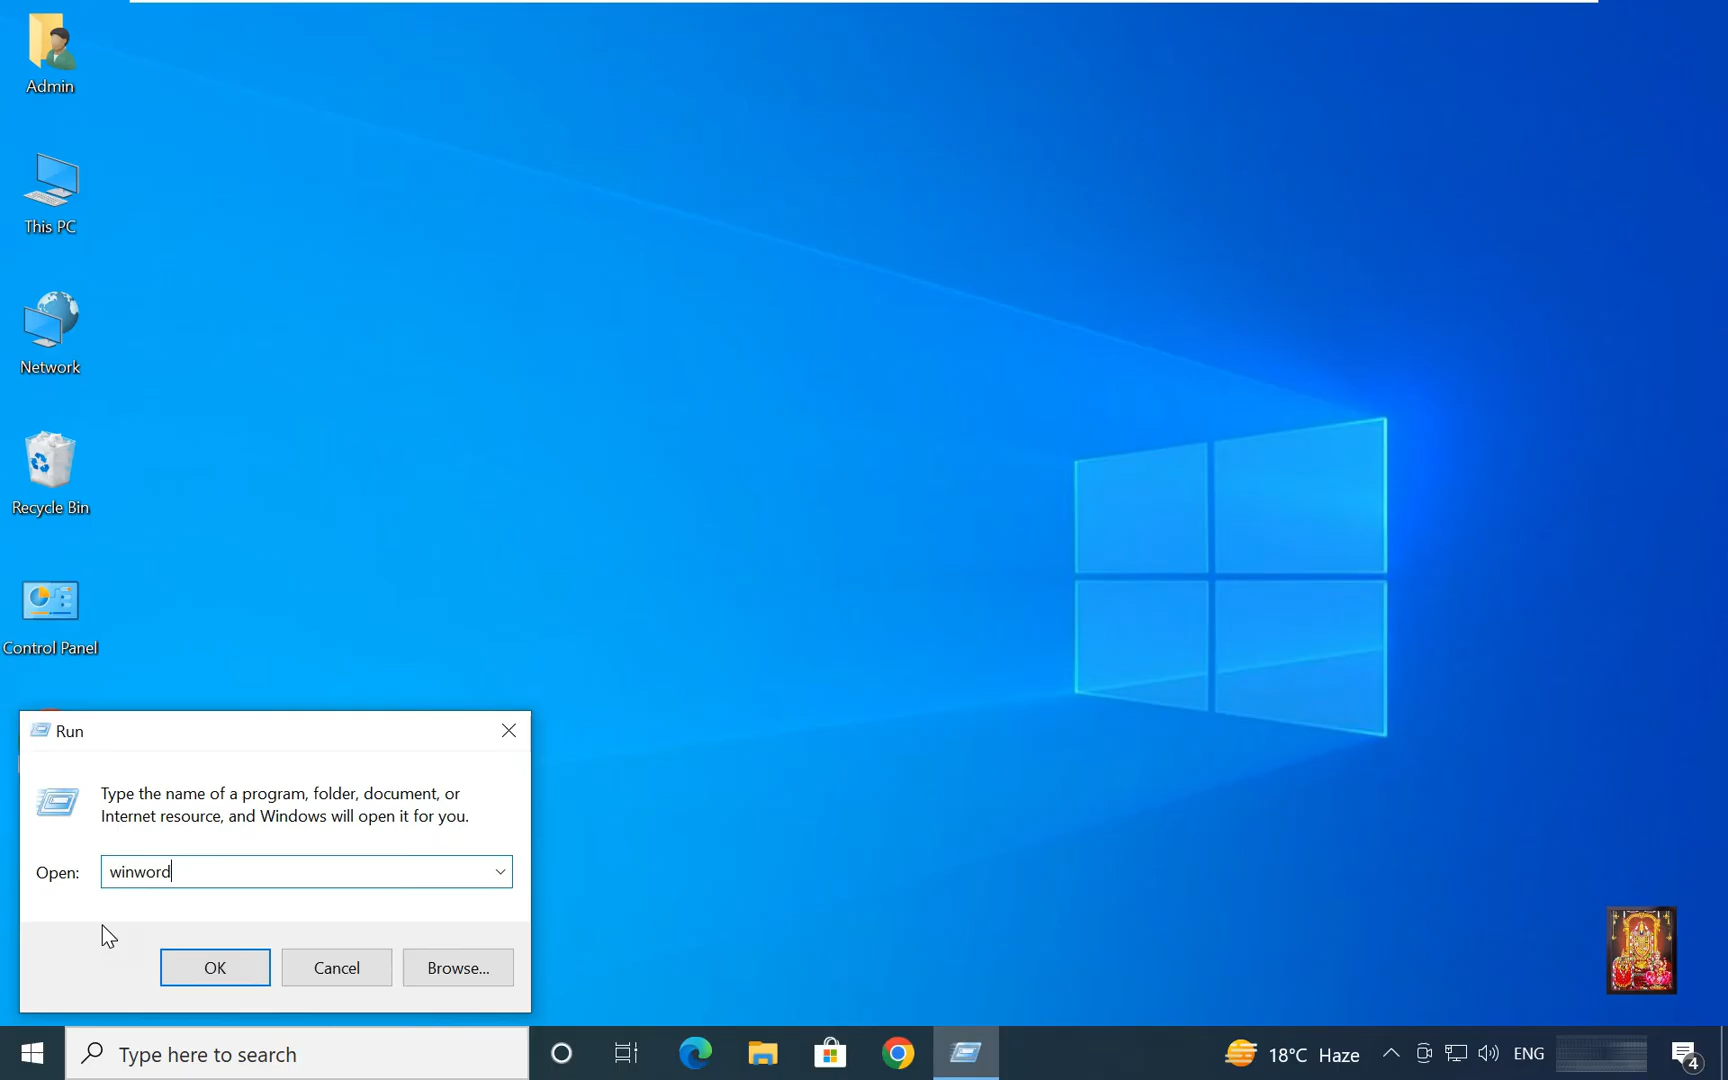 Admin
This PC
Network
Recycle Bin
Control Panel
Run
Type the name of a program, folder, document, or
Internet resource, and Windows will open it for you.
Open:
winword
OK
Cancel
Browse...
Type here to search
18°C Haze
ENG
4